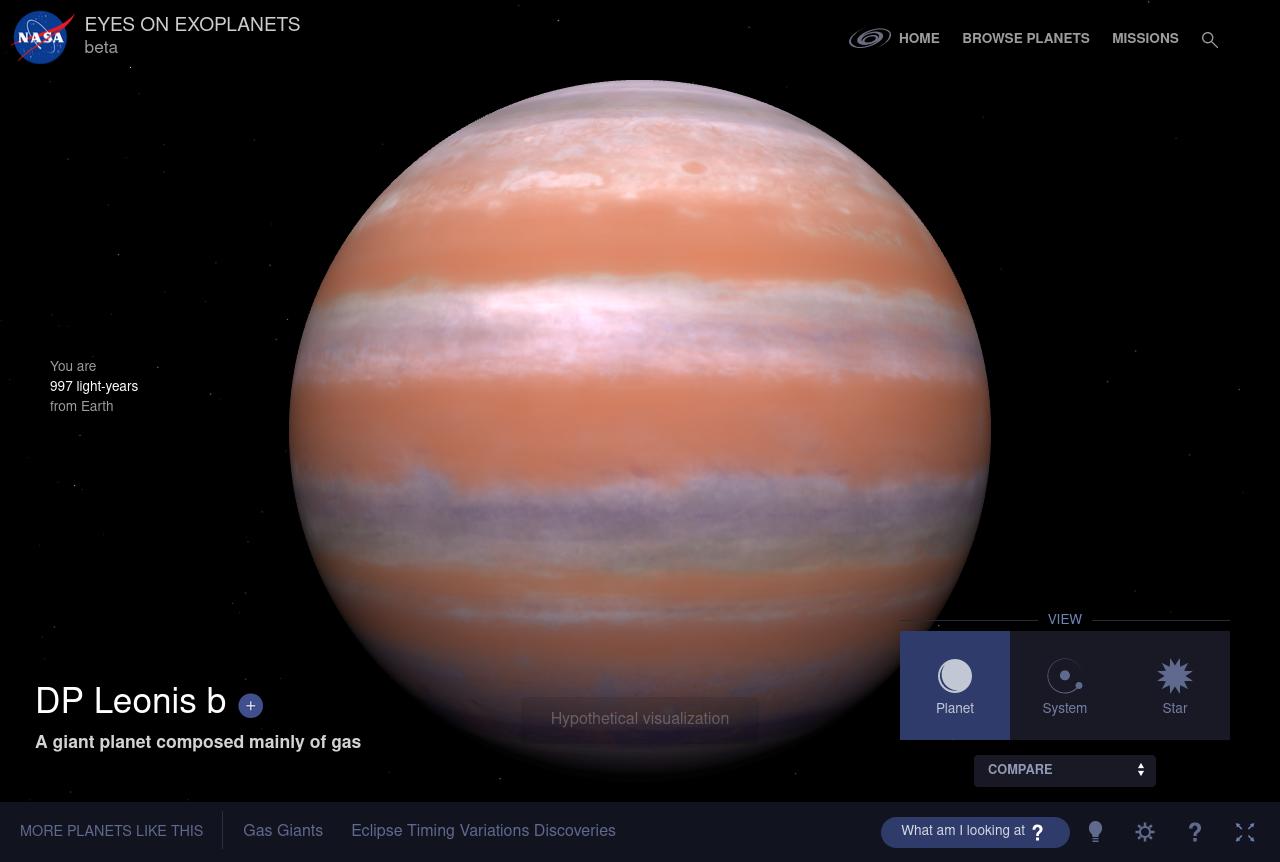 NASA
EYES ON EXOPLANETS
beta
HOME
BROWSE PLANETS
MISSIONS
You are
997 light-years
from Earth
VIEW
Planet
System
Star
DP Leonis b +
A giant planet composed mainly of gas
Hypothetical visualization
COMPARE
MORE PLANETS LIKE THIS
Gas Giants
Eclipse Timing Variations Discoveries
What am I looking at ?
?